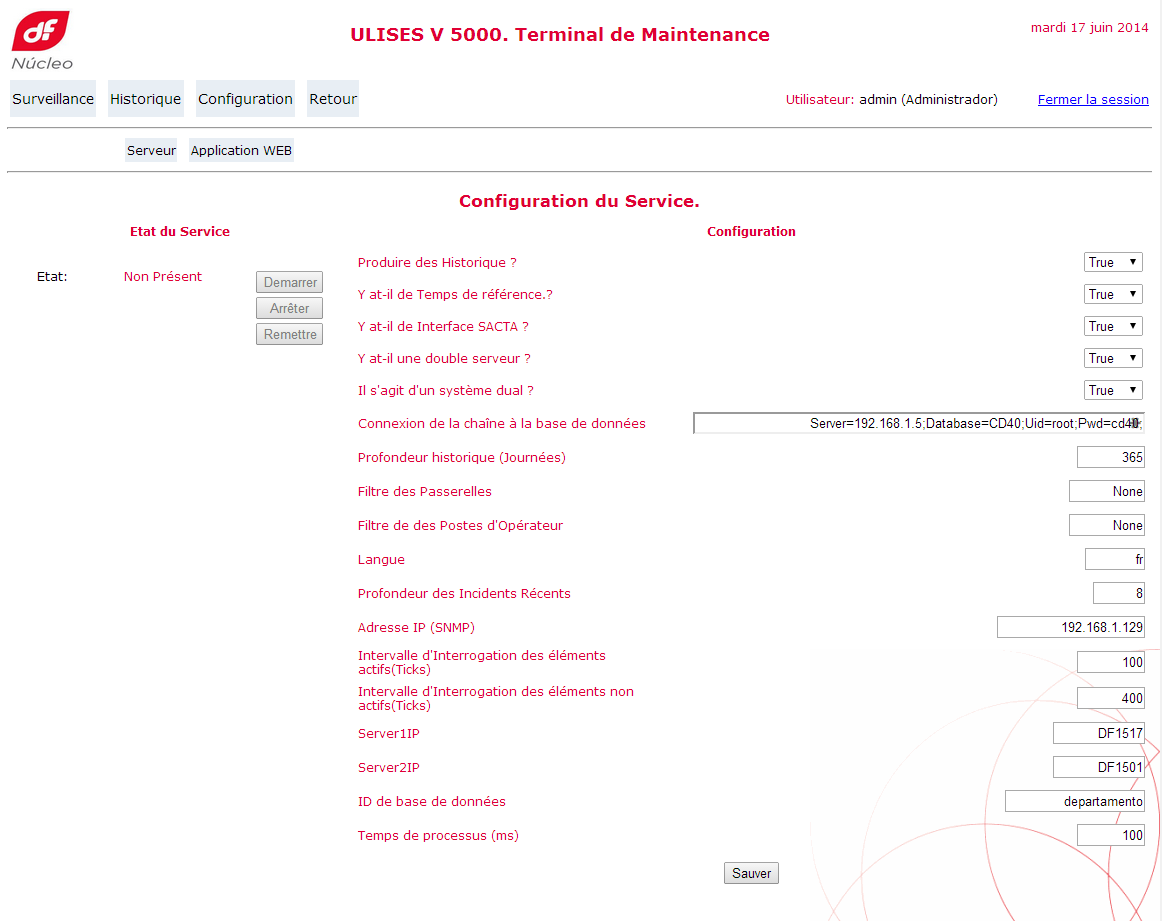 df
Núcleo
ULISES V 5000. Terminal de Maintenance
mardi 17 juin 2014
Surveillance Historique Configuration Retour
Utilisateur: admin (Administrador) Fermer la session
Serveur Application WEB
Configuration du Service.
Etat du Service
Configuration
Etat: Non Présent
Demarrer
Arrêter
Remettre
Produire des Historique ? True
Y at-il de Temps de référence.? True
Y at-il de Interface SACTA ? True
Y at-il une double serveur ? True
Il s'agit d'un système dual ? True
Connexion de la chaîne à la base de données Server=192.168.1.5;Database=CD40;Uid=root;Pwd=cd40;
Profondeur historique (Journées) 365
Filtre des Passerelles None
Filtre de des Postes d'Opérateur None
Langue fr
Profondeur des Incidents Récents 8
Adresse IP (SNMP) 192.168.1.129
Intervalle d'Interrogation des éléments
actifs(Ticks) 100
Intervalle d'Interrogation des éléments non
actifs(Ticks) 400
Server1IP DF1517
Server2IP DF1501
ID de base de données departamento
Temps de processus (ms) 100
Sauver